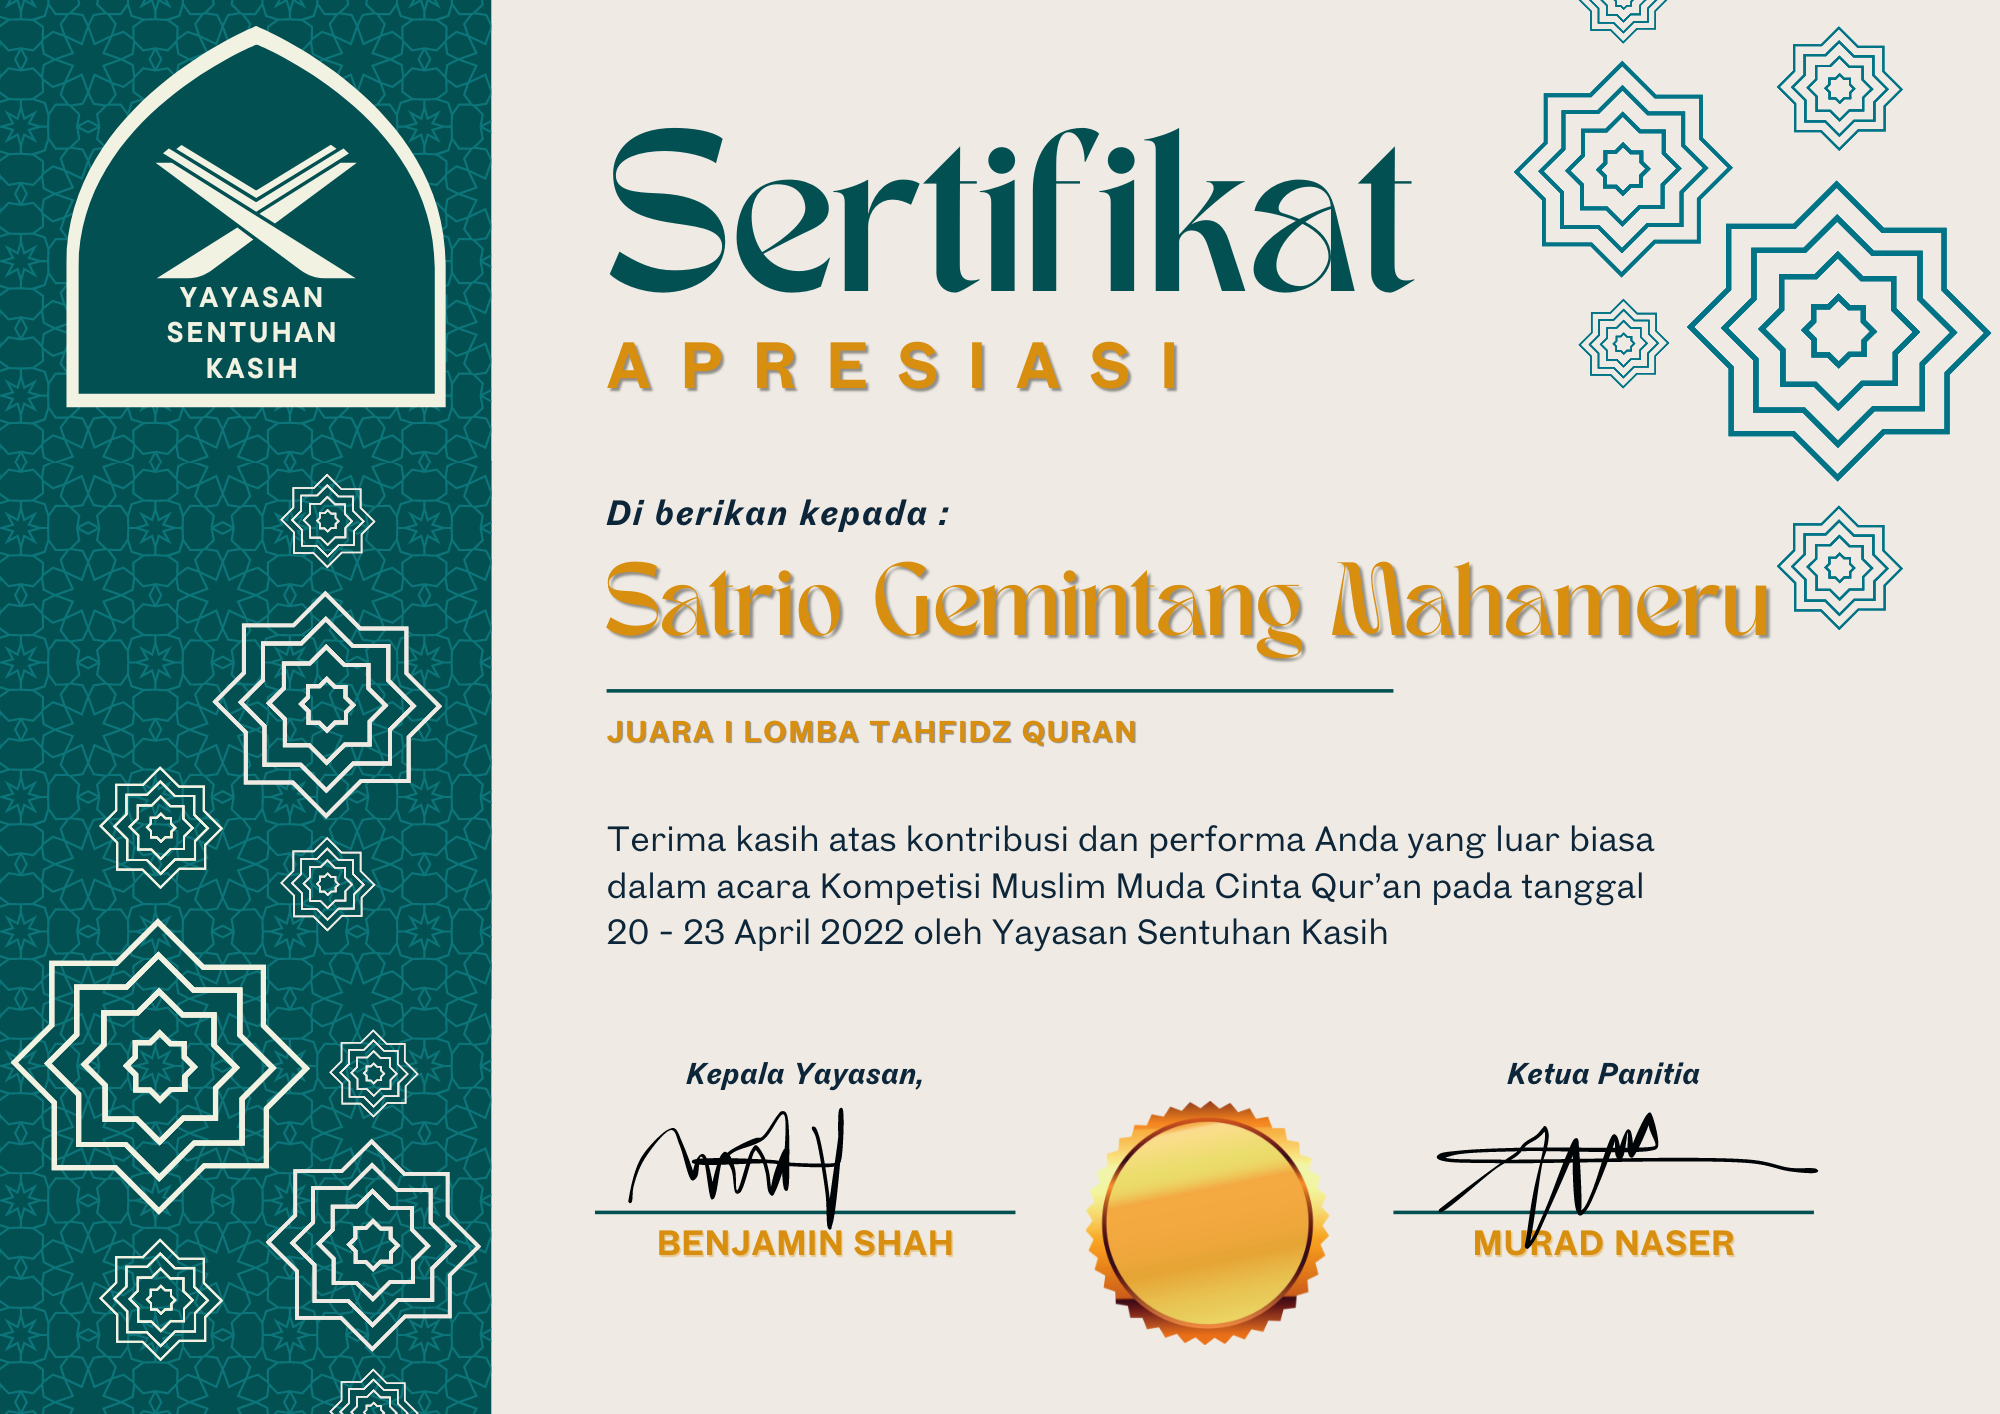 YAYASAN
SENTUHAN
KASIH
Sertifikat
APRESIASI
Di berikan kepada :
Satrio Gemintang Mahameru
JUARA I LOMBA TAHFIDZ QURAN
Terima kasih atas kontribusi dan performa Anda yang luar biasa
dalam acara Kompetisi Muslim Muda Cinta Qur’an pada tanggal
20 - 23 April 2022 oleh Yayasan Sentuhan Kasih
Kepala Yayasan,
BENJAMIN SHAH
Ketua Panitia
MURAD NASER